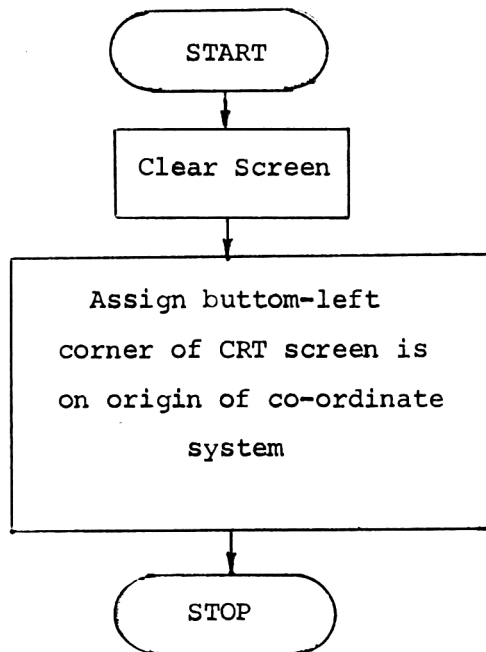 START
Clear Screen
Assign buttom-left
corner of CRT screen is
on origin of co-ordinate
system
STOP